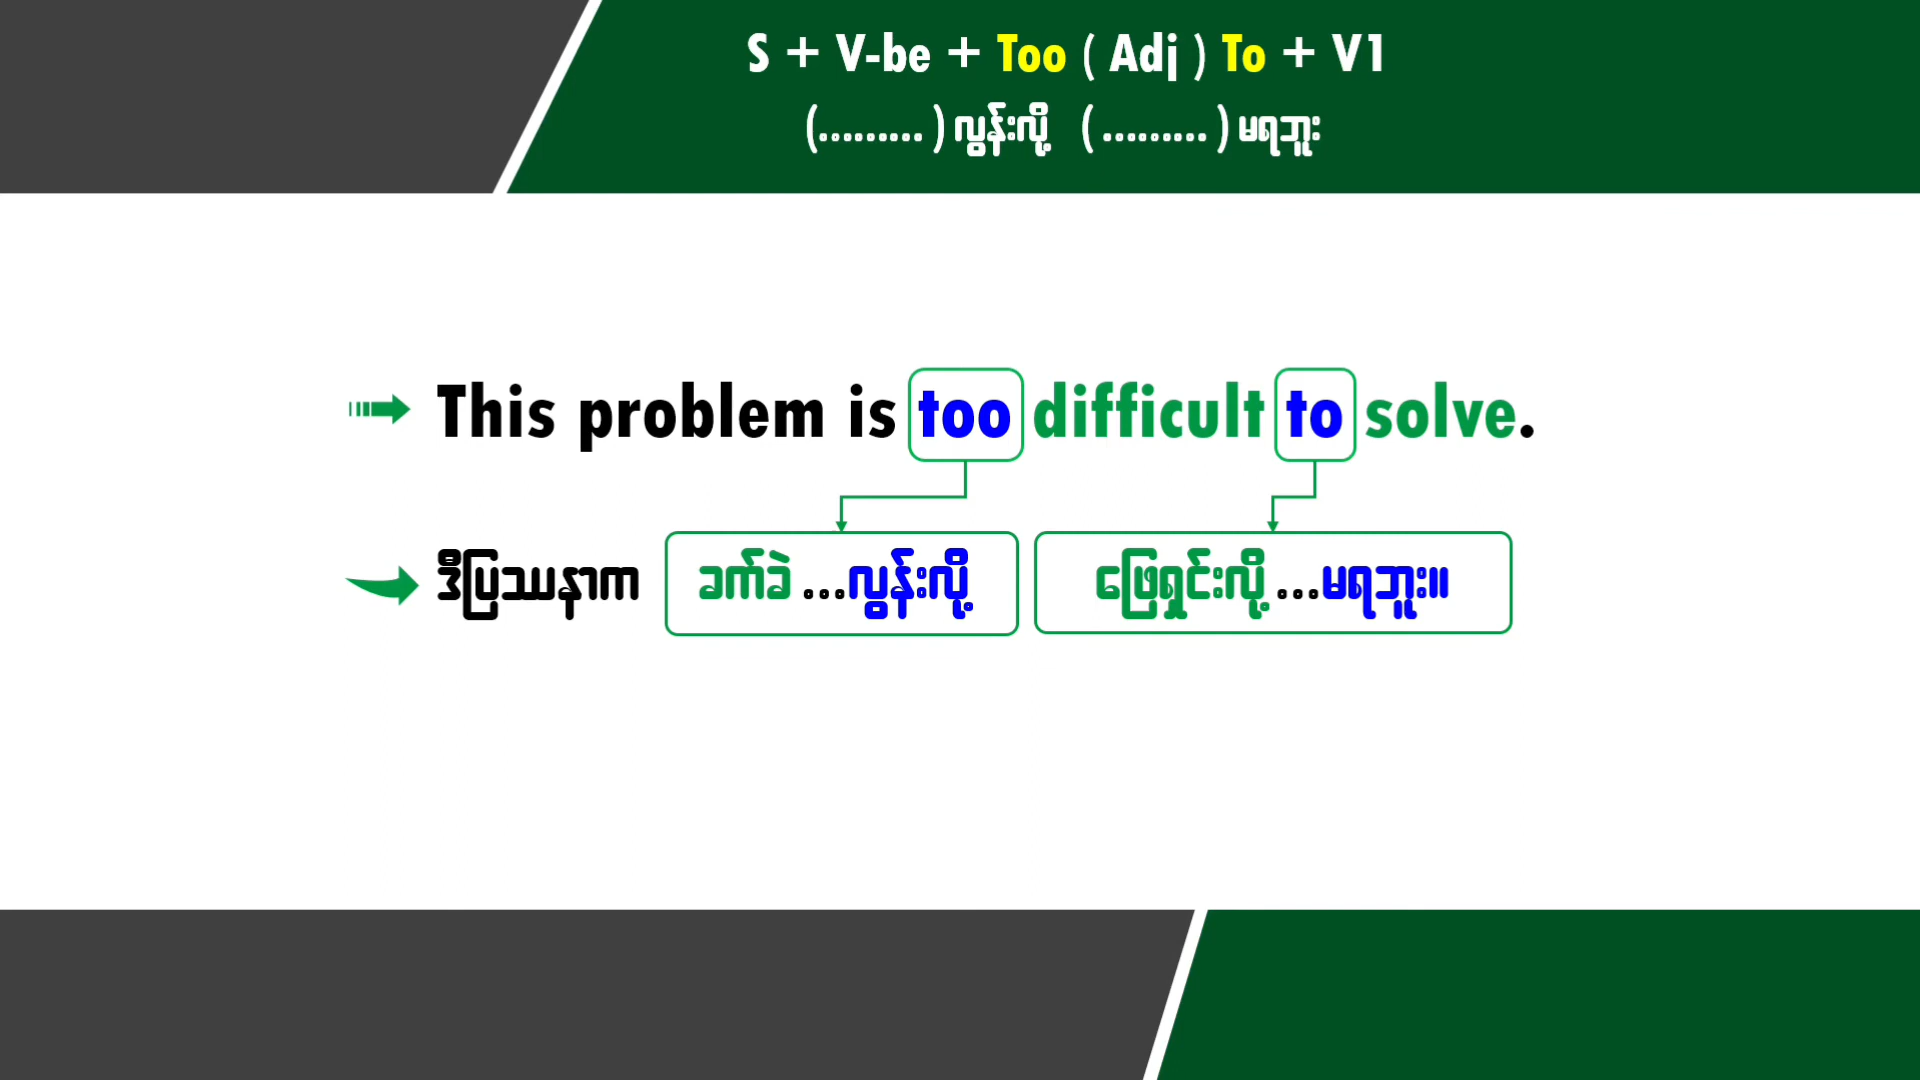 S + V-be + Too ( Adj ) To + V1
(.........) လွန်းလို့ (.........) မရဘူး
This problem is too difficult to solve.
ဒီပြဿနာက ခက်ခဲ ...လွန်းလို့ ဖြေရှင်းလို့ ...မရဘူး။